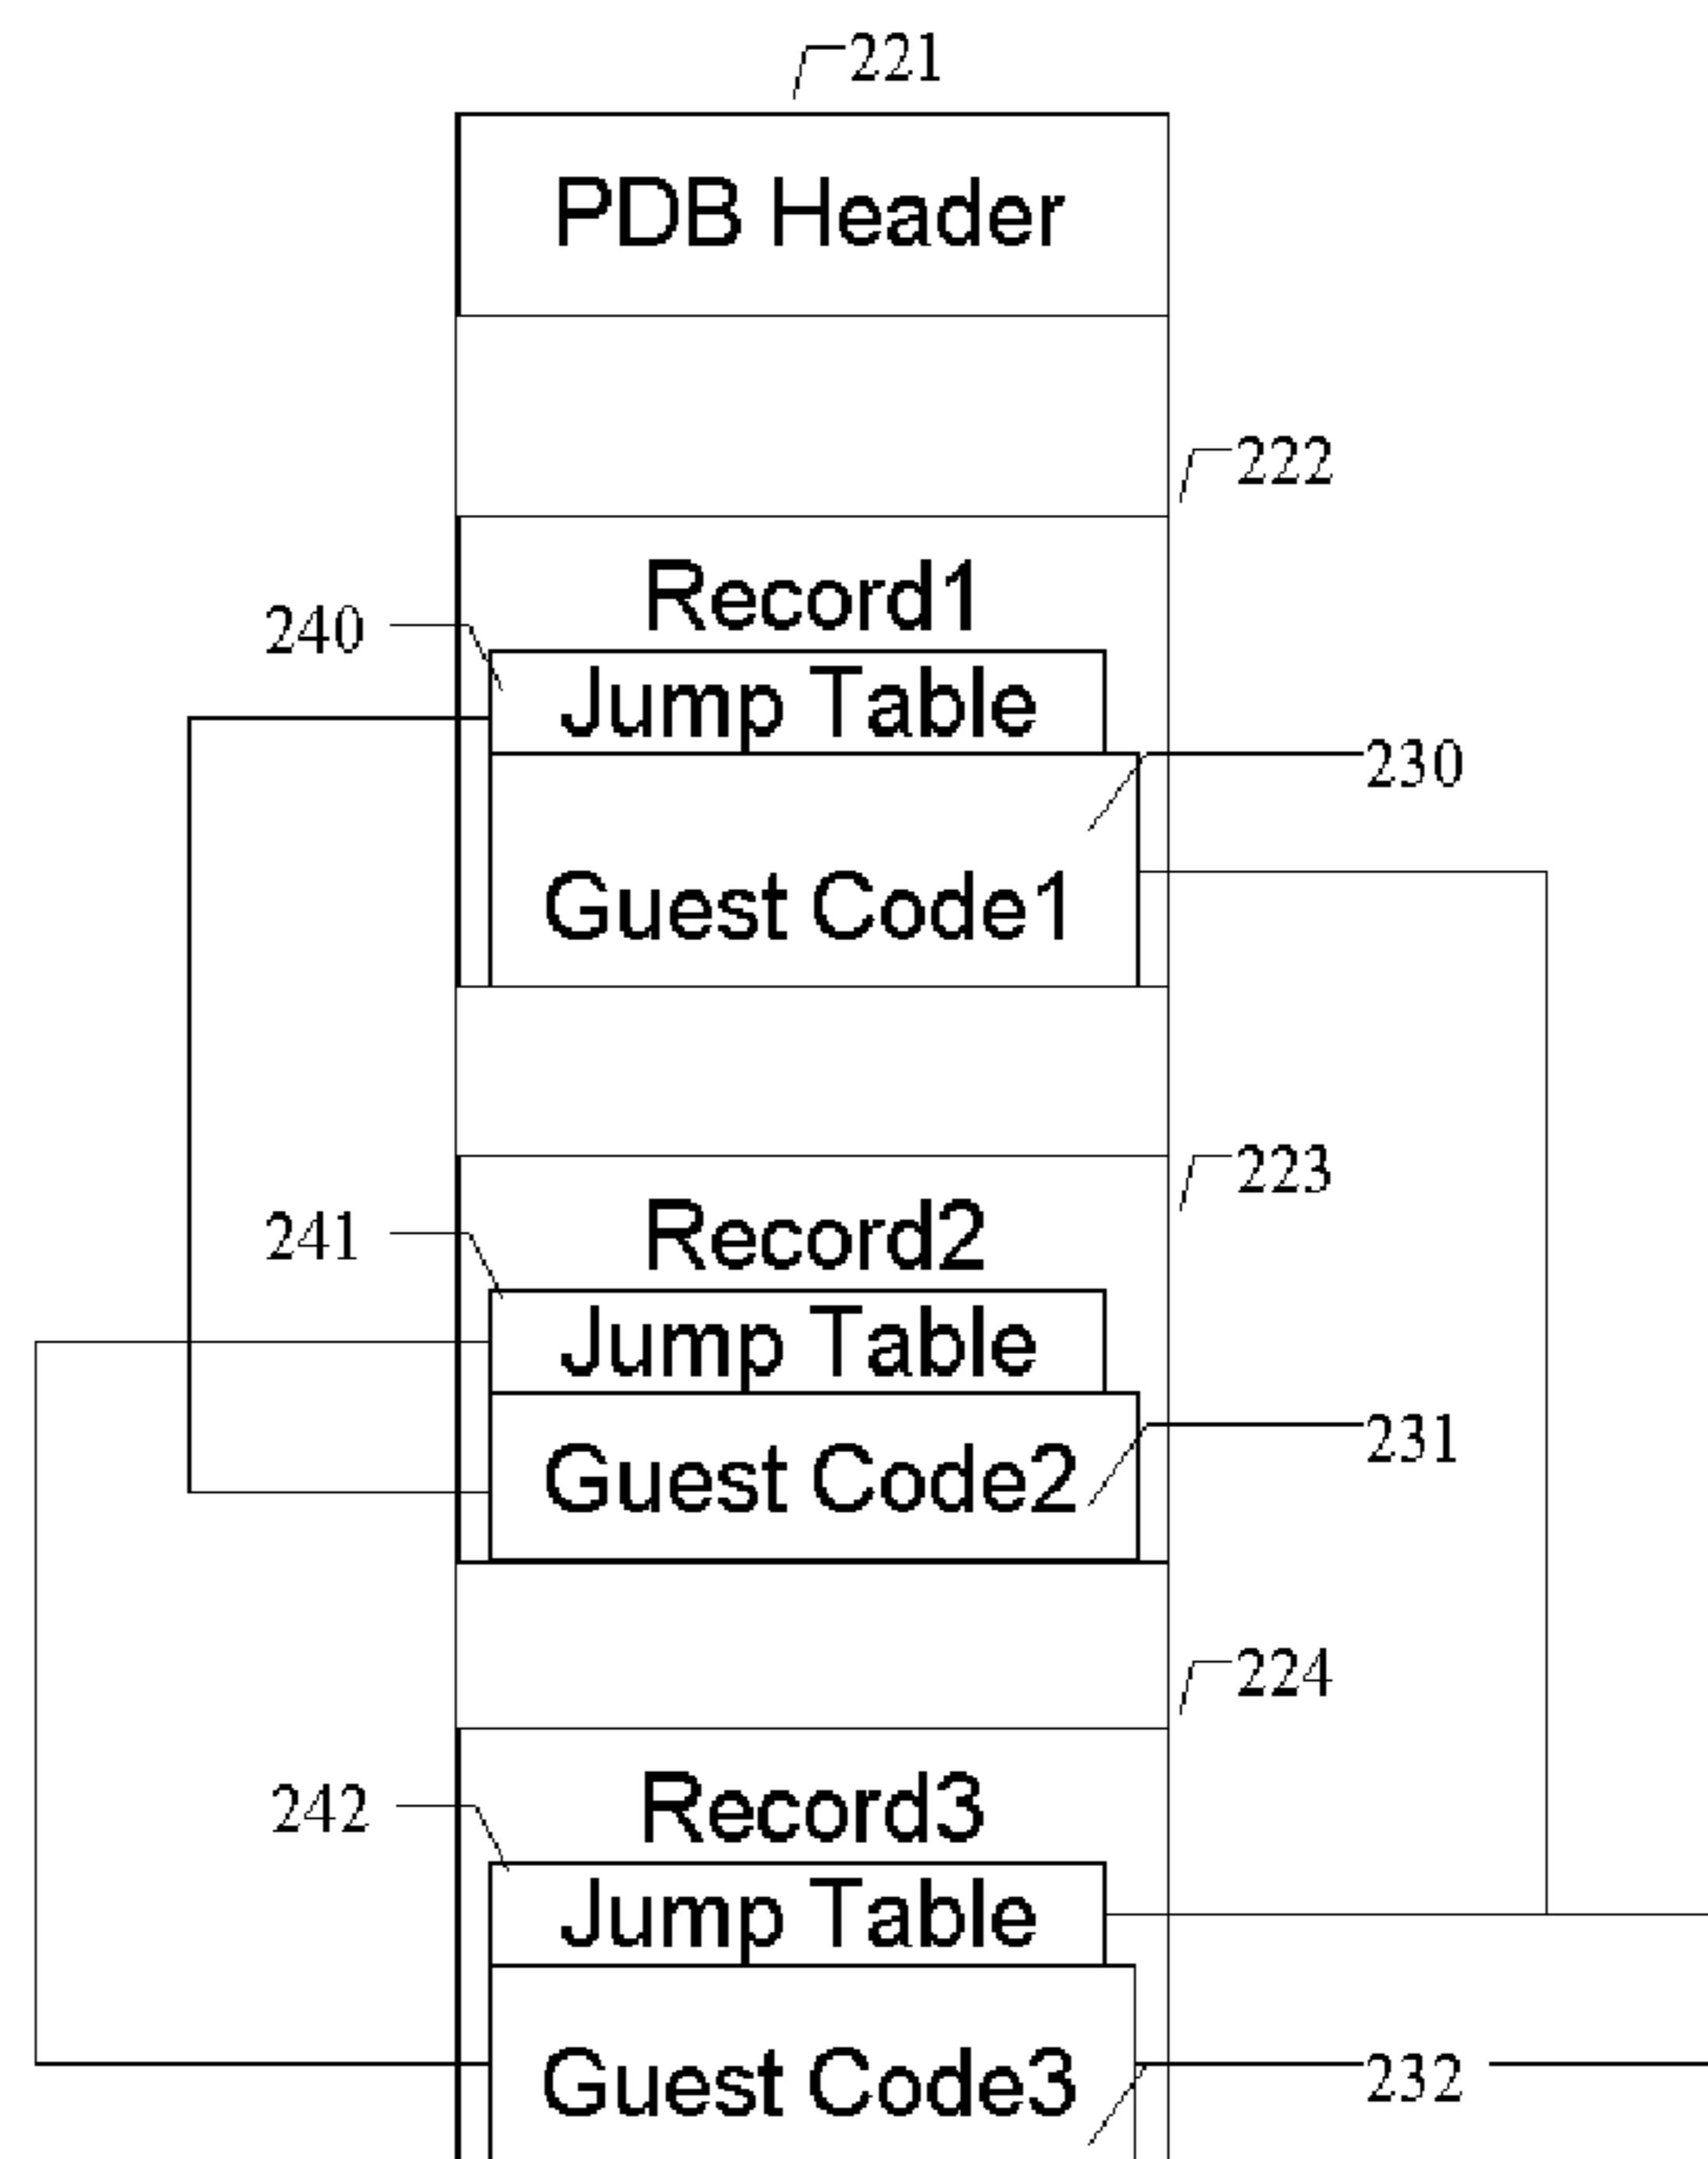 221
PDB Header
222
Record1
240
Jump Table
230
Guest Code1
223
Record2
241
Jump Table
231
Guest Code2
224
Record3
242
Jump Table
Guest Code3
232